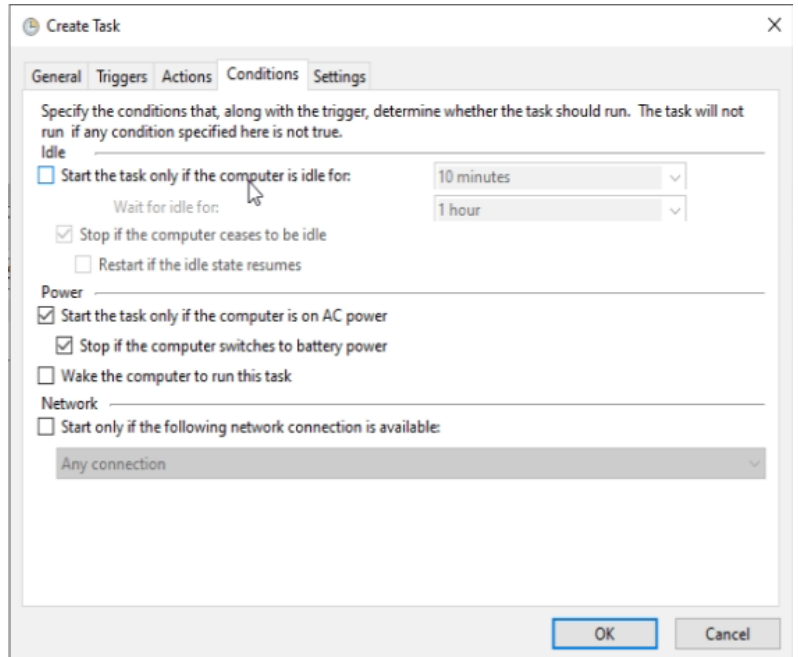 Create Task
General Triggers Actions Conditions Settings
Specify the conditions that, along with the trigger, determine whether the task should run. The task will not
run if any condition specified here is not true.
Idle
Start the task only if the computer is idle for: 10 minutes
Wait for idle for: 1 hour
Stop if the computer ceases to be idle
Restart if the idle state resumes
Power
Start the task only if the computer is on AC power
Stop if the computer switches to battery power
Wake the computer to run this task
Network
Start only if the following network connection is available:
Any connection
OK Cancel